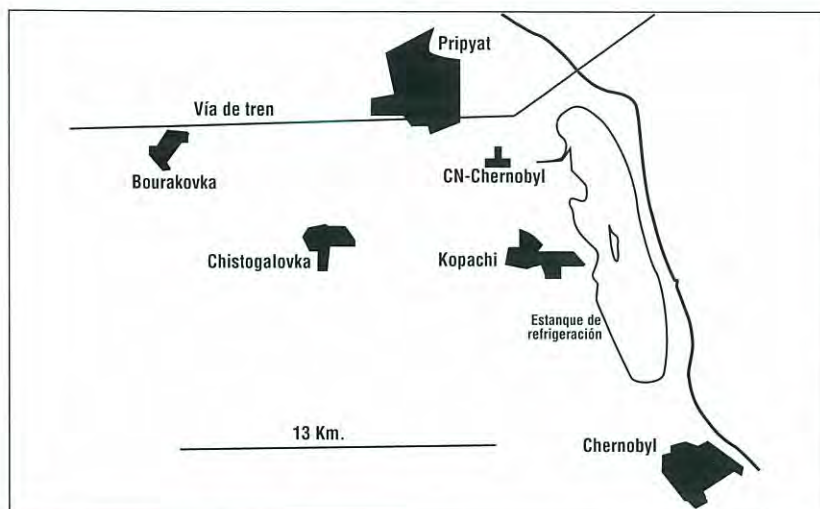 Pripyat
Vía de tren
Bourakovka
CN-Chernobyl
Chistogalovka
Kopachi
Estanque de
refrigeración
13 Km.
Chernobyl